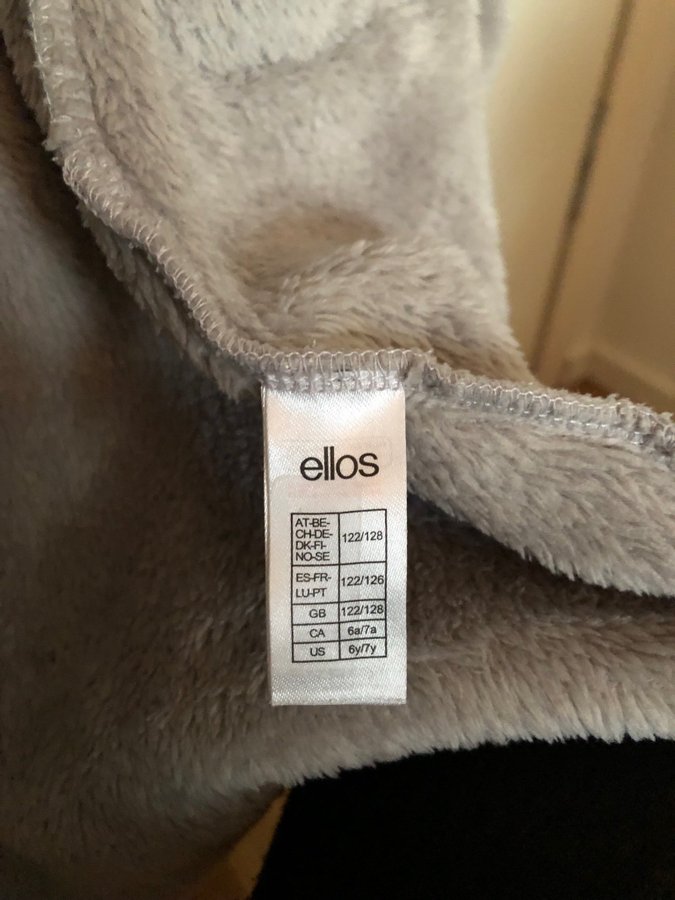 ellos
AT-BE-
CH-DE-
DK-FI-
NO-SE
122/128
ES-FR-
LU-PT
122/126
GB 122/128
CA 6a/7a
US 6y/7y